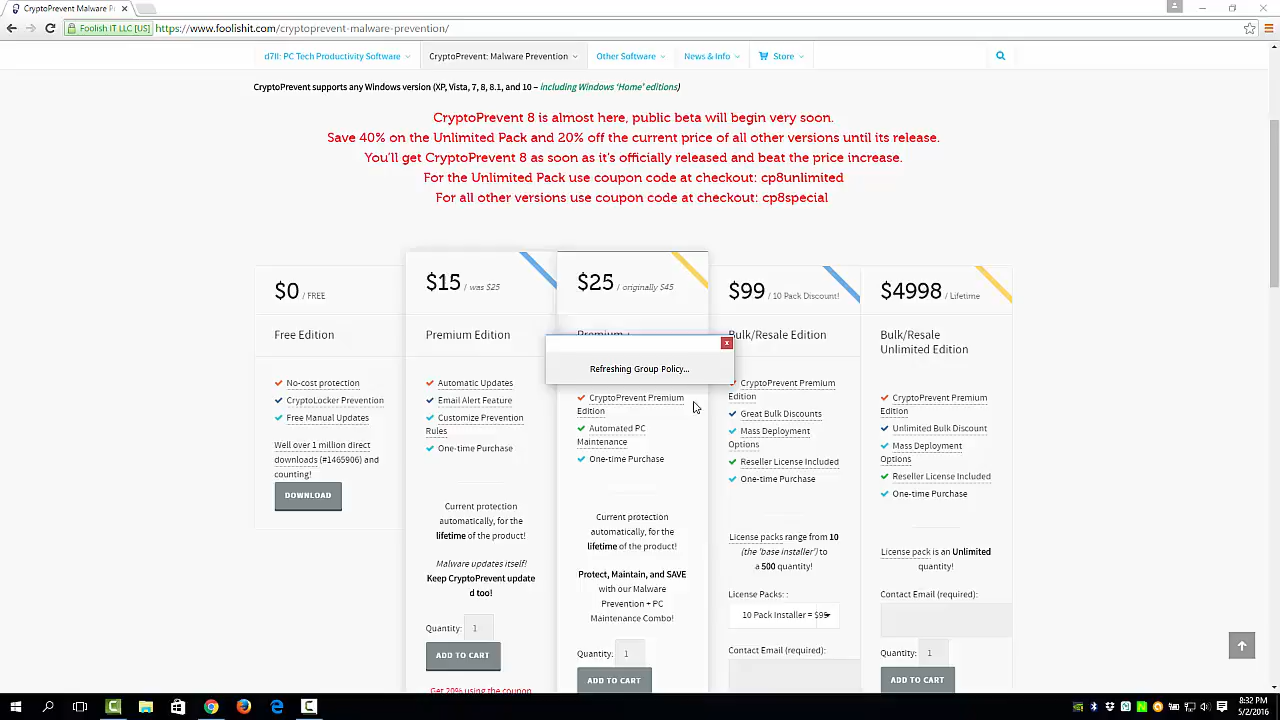 CryptoPrevent Malware P
Foolish IT LLC [US]
https://www.foolishit.com/cryptoprevent-malware-prevention/
d7II: PC Tech Productivity Software
CryptoPrevent: Malware Prevention
Other Software
News & Info
Store
CryptoPrevent supports any Windows version (XP, Vista, 7, 8, 8.1, and 10 – including Windows ‘Home’ editions)
CryptoPrevent 8 is almost here, public beta will begin very soon.
Save 40% on the Unlimited Pack and 20% off the current price of all other versions until its release.
You’ll get CryptoPrevent 8 as soon as it’s officially released and beat the price increase.
For the Unlimited Pack use coupon code at checkout: cp8unlimited
For all other versions use coupon code at checkout: cp8special
$0 / FREE
Free Edition
No-cost protection
CryptoLocker Prevention
Free Manual Updates
Well over 1 million direct
downloads (#1465906) and
counting!
DOWNLOAD
$15 / was $25
Premium Edition
Automatic Updates
Email Alert Feature
Customize Prevention
Rules
One-time Purchase
Current protection
automatically, for the
lifetime of the product!
Malware updates itself!
Keep CryptoPrevent update
d too!
Quantity: 1
ADD TO CART
Get 20% using the coupon
$25 / originally $45
Premium +
Refreshing Group Policy...
CryptoPrevent Premium
Edition
Automated PC
Maintenance
One-time Purchase
Current protection
automatically, for the
lifetime of the product!
Protect, Maintain, and SAVE
with our Malware
Prevention + PC
Maintenance Combo!
Quantity: 1
ADD TO CART
$99 / 10 Pack Discount!
Bulk/Resale Edition
CryptoPrevent Premium
Edition
Great Bulk Discounts
Mass Deployment
Options
Reseller License Included
One-time Purchase
License packs range from 10
(the 'base installer') to
a 500 quantity!
License Packs: :
10 Pack Installer = $99
Contact Email (required):
$4998 / Lifetime
Bulk/Resale
Unlimited Edition
CryptoPrevent Premium
Edition
Unlimited Bulk Discount
Mass Deployment
Options
Reseller License Included
One-time Purchase
License pack is an Unlimited
quantity!
Contact Email (required):
Quantity: 1
ADD TO CART
8:32 PM
5/2/2016